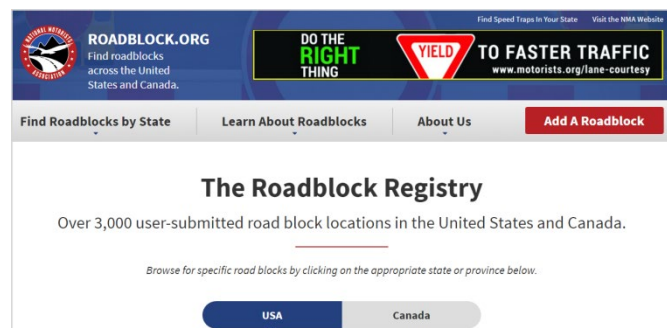 Find Speed Traps In Your State Visit the NMA Website
NATIONAL MOTORISTS
ASSOCIATION
ROADBLOCK.ORG
Find roadblocks
across the United
States and Canada.
DO THE
RIGHT
THING
YIELD
TO FASTER TRAFFIC
www.motorists.org/lane-courtesy
Find Roadblocks by State Learn About Roadblocks About Us Add A Roadblock
The Roadblock Registry
Over 3,000 user-submitted road block locations in the United States and Canada.
Browse for specific road blocks by clicking on the appropriate state or province below.
USA Canada